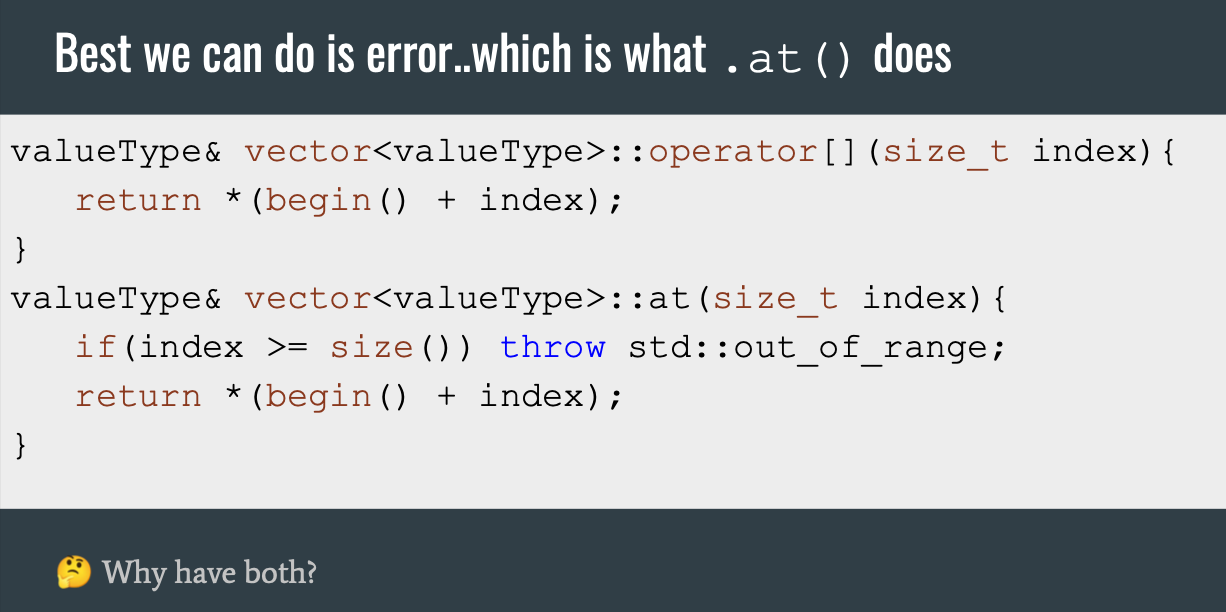 Best we can do is error..which is what .at() does
valueType& vector<valueType>::operator[](size_t index){
return *(begin() + index);
}
valueType& vector<valueType>::at(size_t index){
if(index >= size()) throw std::out_of_range;
return *(begin() + index);
}
🤔 Why have both?